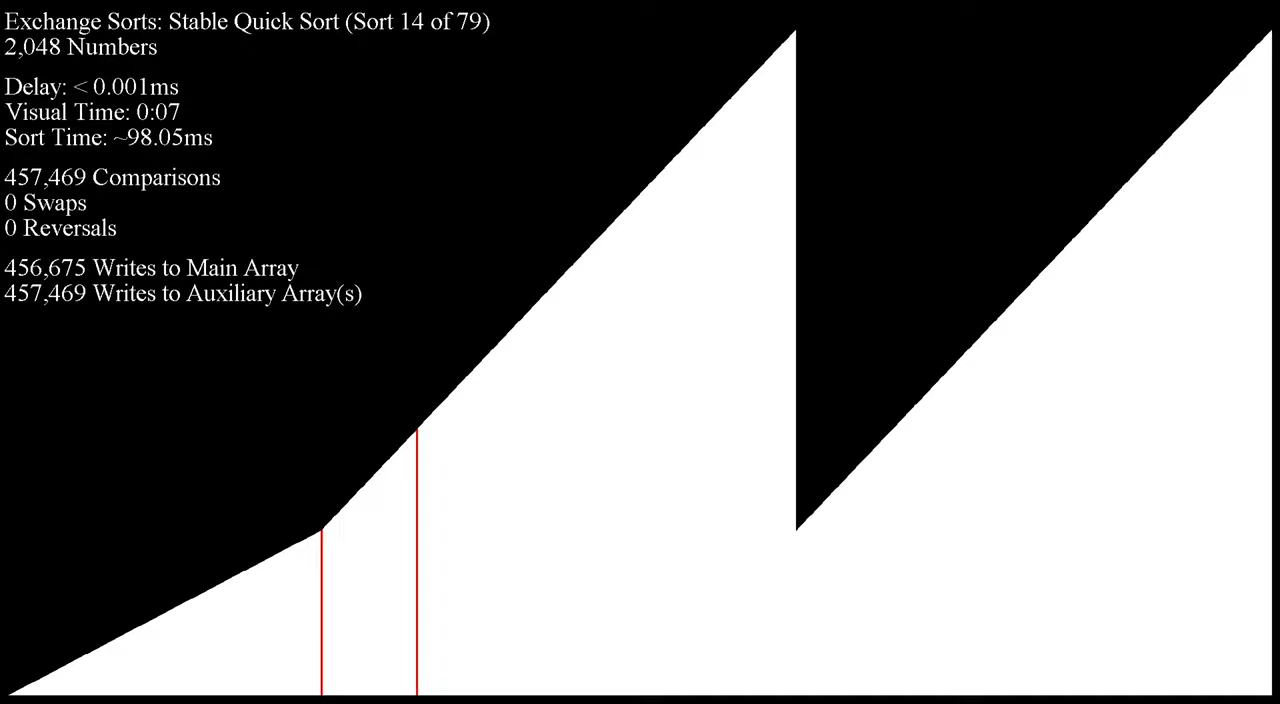 Exchange Sorts: Stable Quick Sort (Sort 14 of 79)
2,048 Numbers
Delay: < 0.001ms
Visual Time: 0:07
Sort Time: ~98.05ms
457,469 Comparisons
0 Swaps
0 Reversals
456,675 Writes to Main Array
457,469 Writes to Auxiliary Array(s)